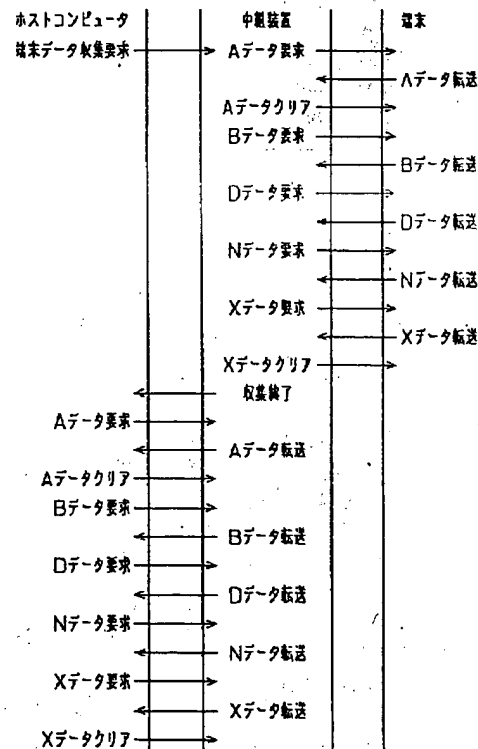 ホストコンピュータ 中継装置 端末
端末データ収集要求 Aデータ要求
Aデータ転送
Aデータクリア
Bデータ要求
Bデータ転送
Dデータ要求
Dデータ転送
Nデータ要求
Nデータ転送
Xデータ要求
Xデータ転送
Xデータクリア
収集終了
Aデータ要求
Aデータ転送
Aデータクリア
Bデータ要求
Bデータ転送
Dデータ要求
Dデータ転送
Nデータ要求
Nデータ転送
Xデータ要求
Xデータ転送
Xデータクリア